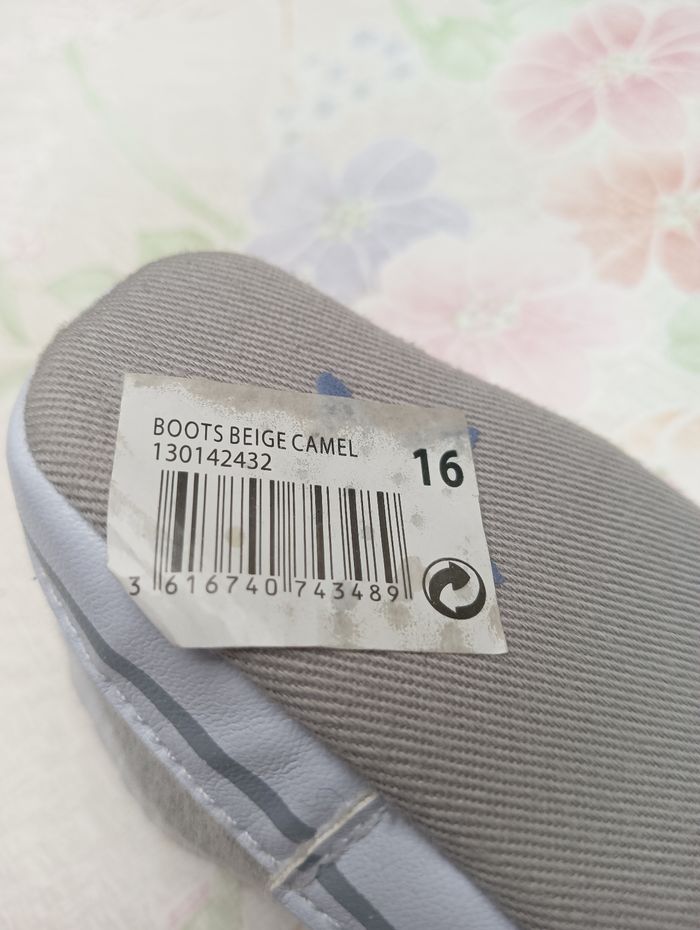 BOOTS BEIGE CAMEL
130142432
16
3 616740 743489